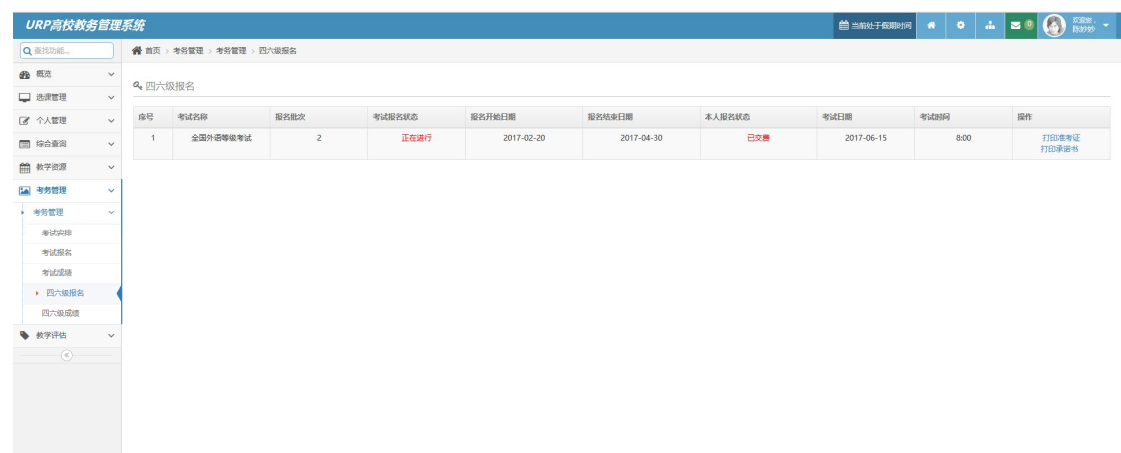 URP高校教务管理系统
当前处于假期时间
0
欢迎您，
陈妙妙
查找功能...
首页 > 考务管理 > 考务管理 > 四六级报名
概览
选课管理
个人管理
综合查询
教学资源
考务管理
考务管理
考试安排
考试报名
考试成绩
四六级报名
四六级成绩
教学评估
四六级报名
序号 考试名称 报名批次 考试报名状态 报名开始日期 报名结束日期 本人报名状态 考试日期 考试时间 操作
1 全国外语等级考试 2 正在进行 2017-02-20 2017-04-30 已交费 2017-06-15 8:00 打印准考证
打印承诺书